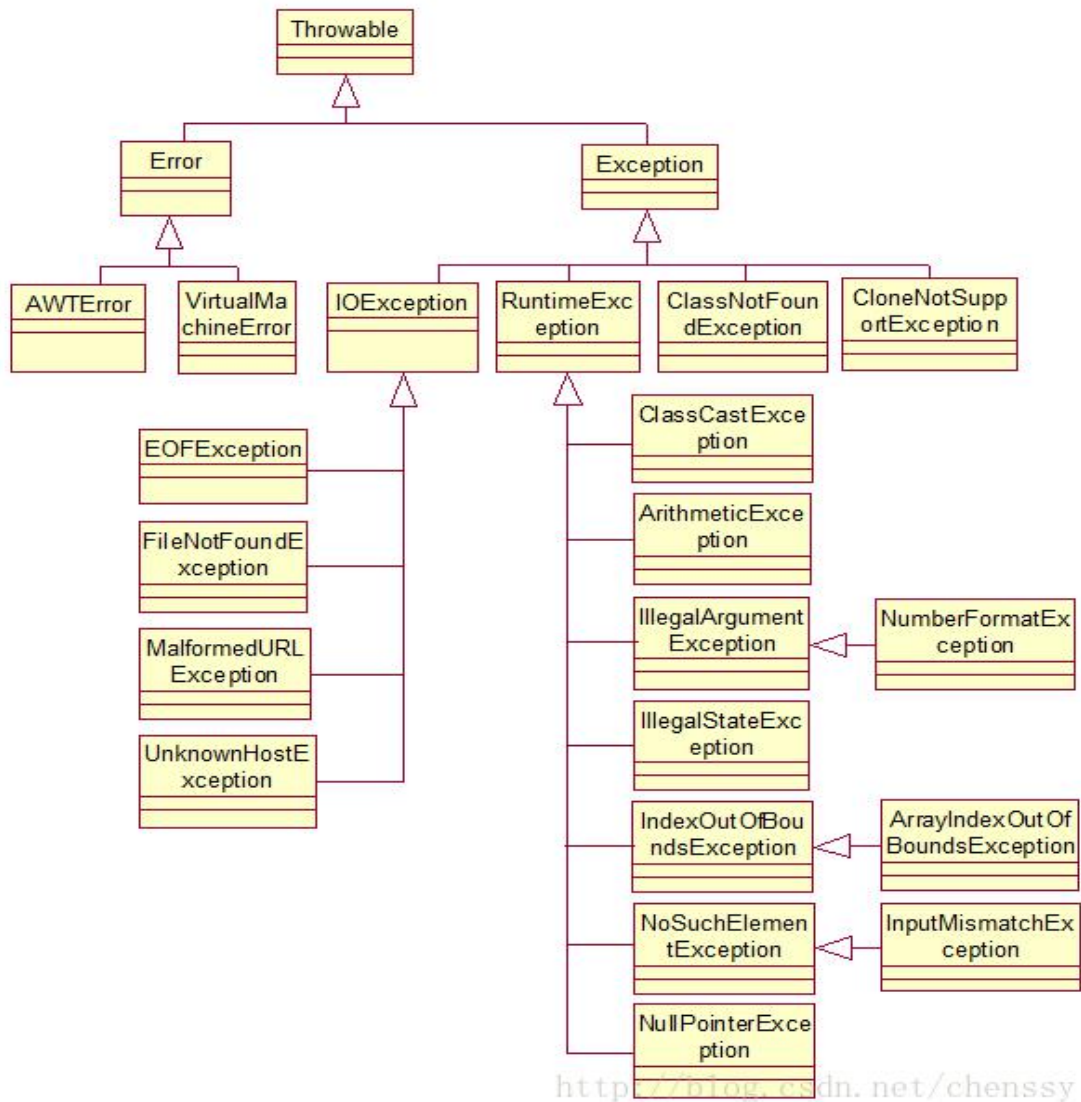 Throwable
Error
Exception
AWTError
VirtualMa
chineError
IOException
RuntimeExc
eption
ClassNotFoun
dException
CloneNotSupp
ortException
EOFException
FileNotFoundE
xception
MalformedURL
Exception
UnknownHostE
xception
ClassCastExce
ption
ArithmeticExce
ption
IllegalArgument
Exception
NumberFormatEx
ception
IllegalStateExc
eption
IndexOutOfBou
ndsException
ArrayIndexOutOf
BoundsException
NoSuchElemen
tException
InputMismatchEx
ception
NullPointerExce
ption
http://blog.csdn.net/chenssy